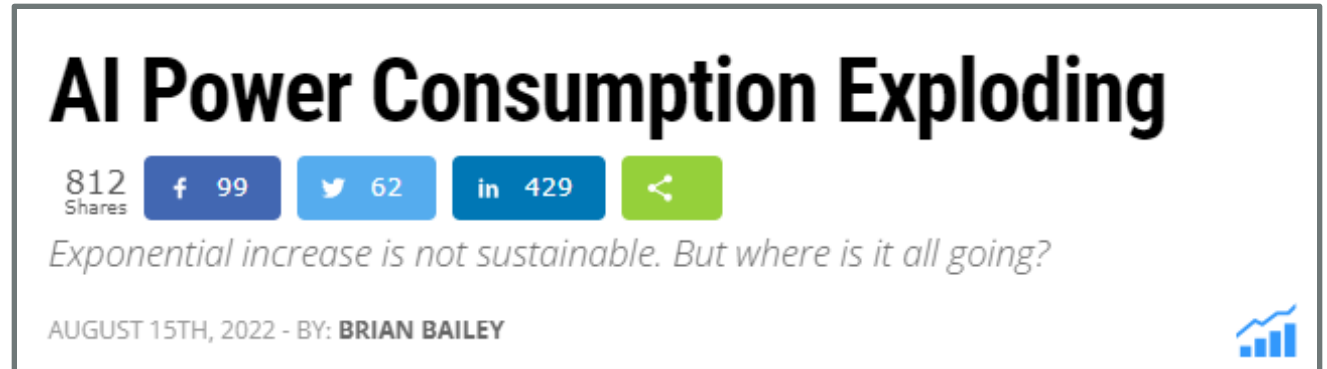 AI Power Consumption Exploding
812 Shares f 99 62 in 429
Exponential increase is not sustainable. But where is it all going?
AUGUST 15TH, 2022 - BY: BRIAN BAILEY